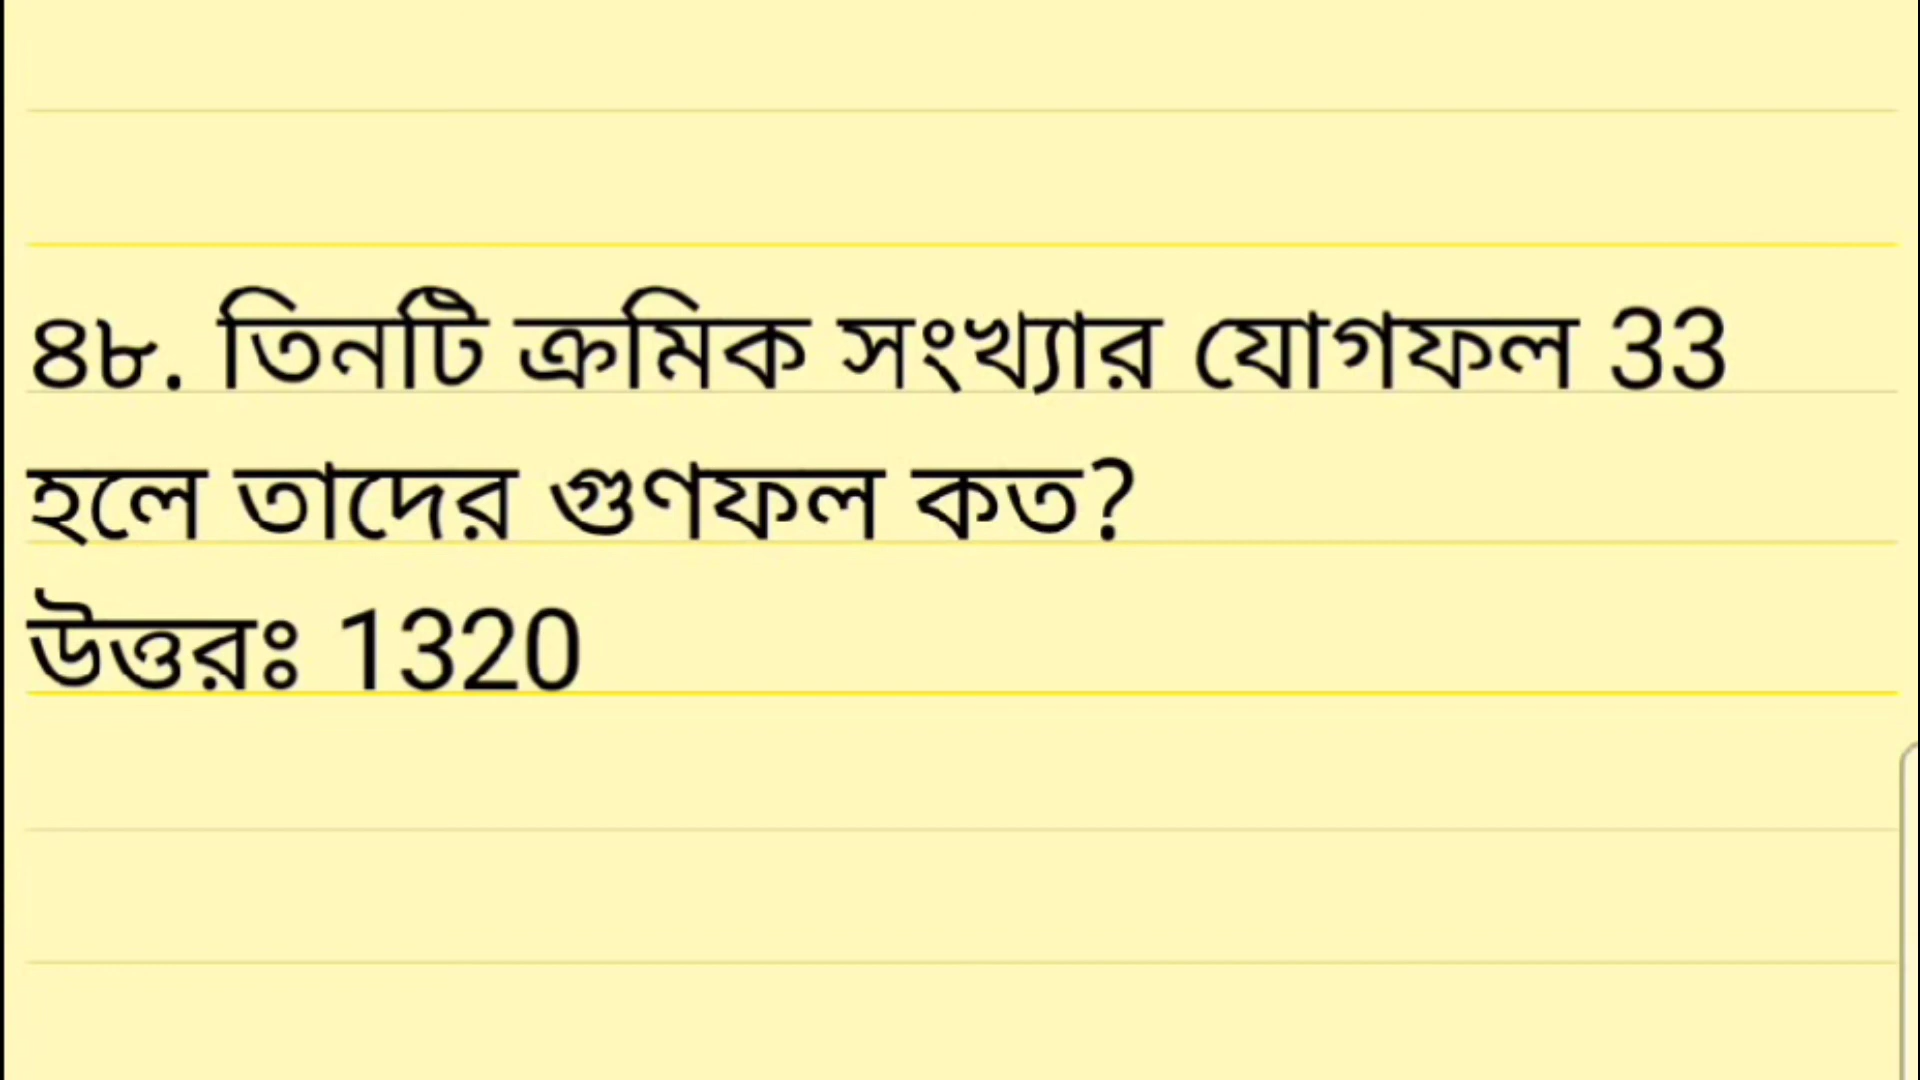 ৪৮. তিনটি ক্রমিক সংখ্যার যোগফল 33
হলে তাদের গুণফল কত?
উত্তরঃ 1320